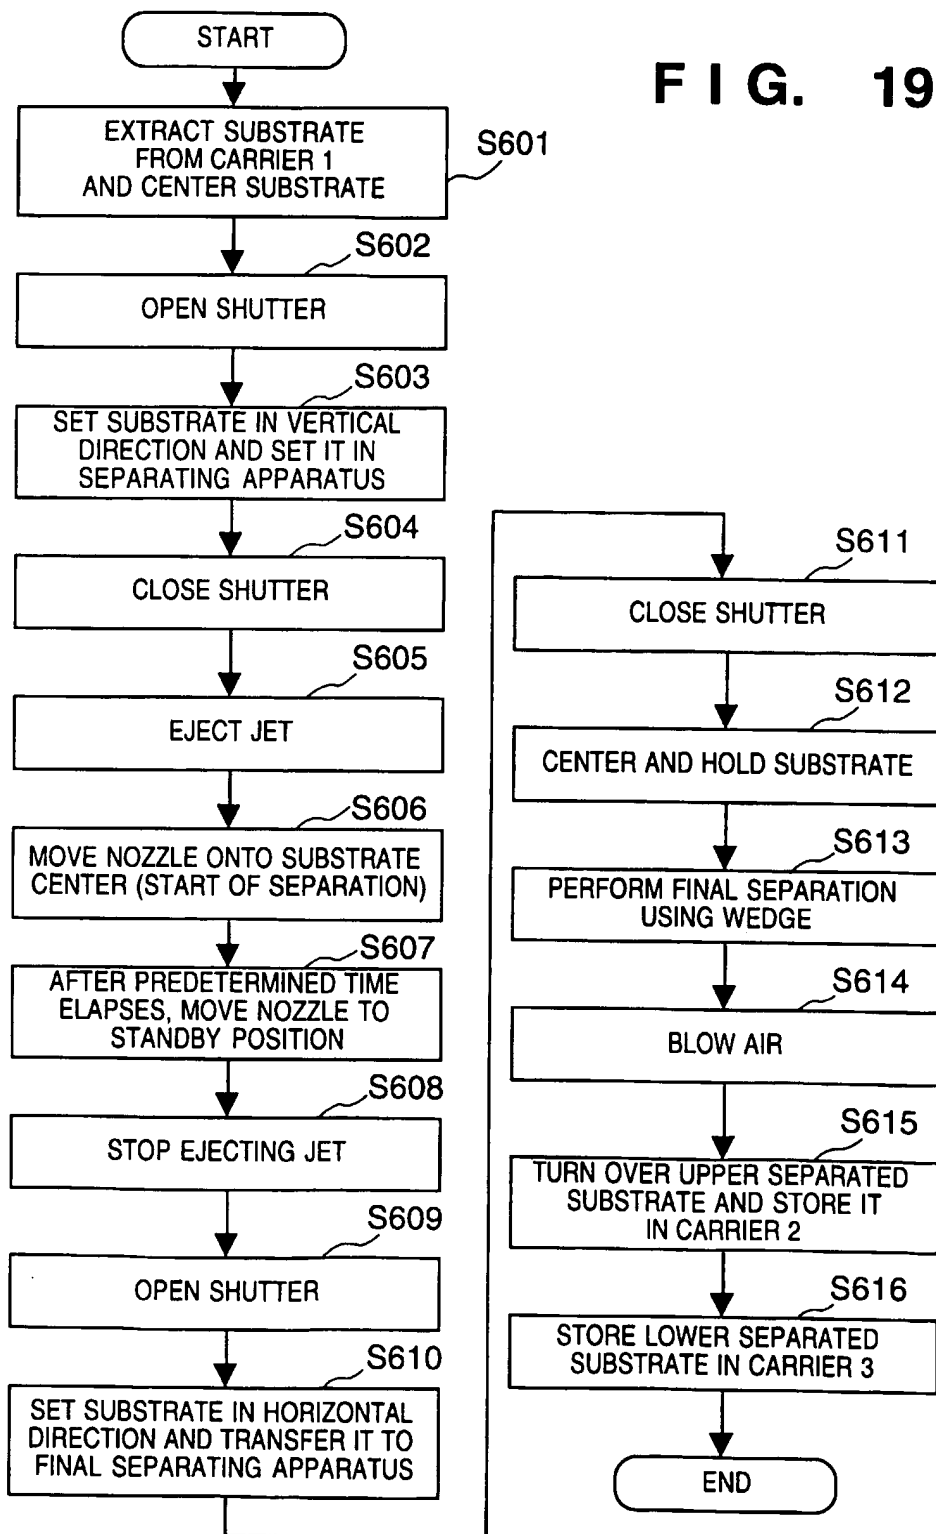 FIG. 19
START
EXTRACT SUBSTRATE
FROM CARRIER 1
AND CENTER SUBSTRATE
S601
S602
OPEN SHUTTER
S603
SET SUBSTRATE IN VERTICAL
DIRECTION AND SET IT IN
SEPARATING APPARATUS
S604
CLOSE SHUTTER
S605
EJECT JET
S606
MOVE NOZZLE ONTO SUBSTRATE
CENTER (START OF SEPARATION)
S607
AFTER PREDETERMINED TIME
ELAPSES, MOVE NOZZLE TO
STANDBY POSITION
S608
STOP EJECTING JET
S609
OPEN SHUTTER
S610
SET SUBSTRATE IN HORIZONTAL
DIRECTION AND TRANSFER IT TO
FINAL SEPARATING APPARATUS
S611
CLOSE SHUTTER
S612
CENTER AND HOLD SUBSTRATE
S613
PERFORM FINAL SEPARATION
USING WEDGE
S614
BLOW AIR
S615
TURN OVER UPPER SEPARATED
SUBSTRATE AND STORE IT
IN CARRIER 2
S616
STORE LOWER SEPARATED
SUBSTRATE IN CARRIER 3
END